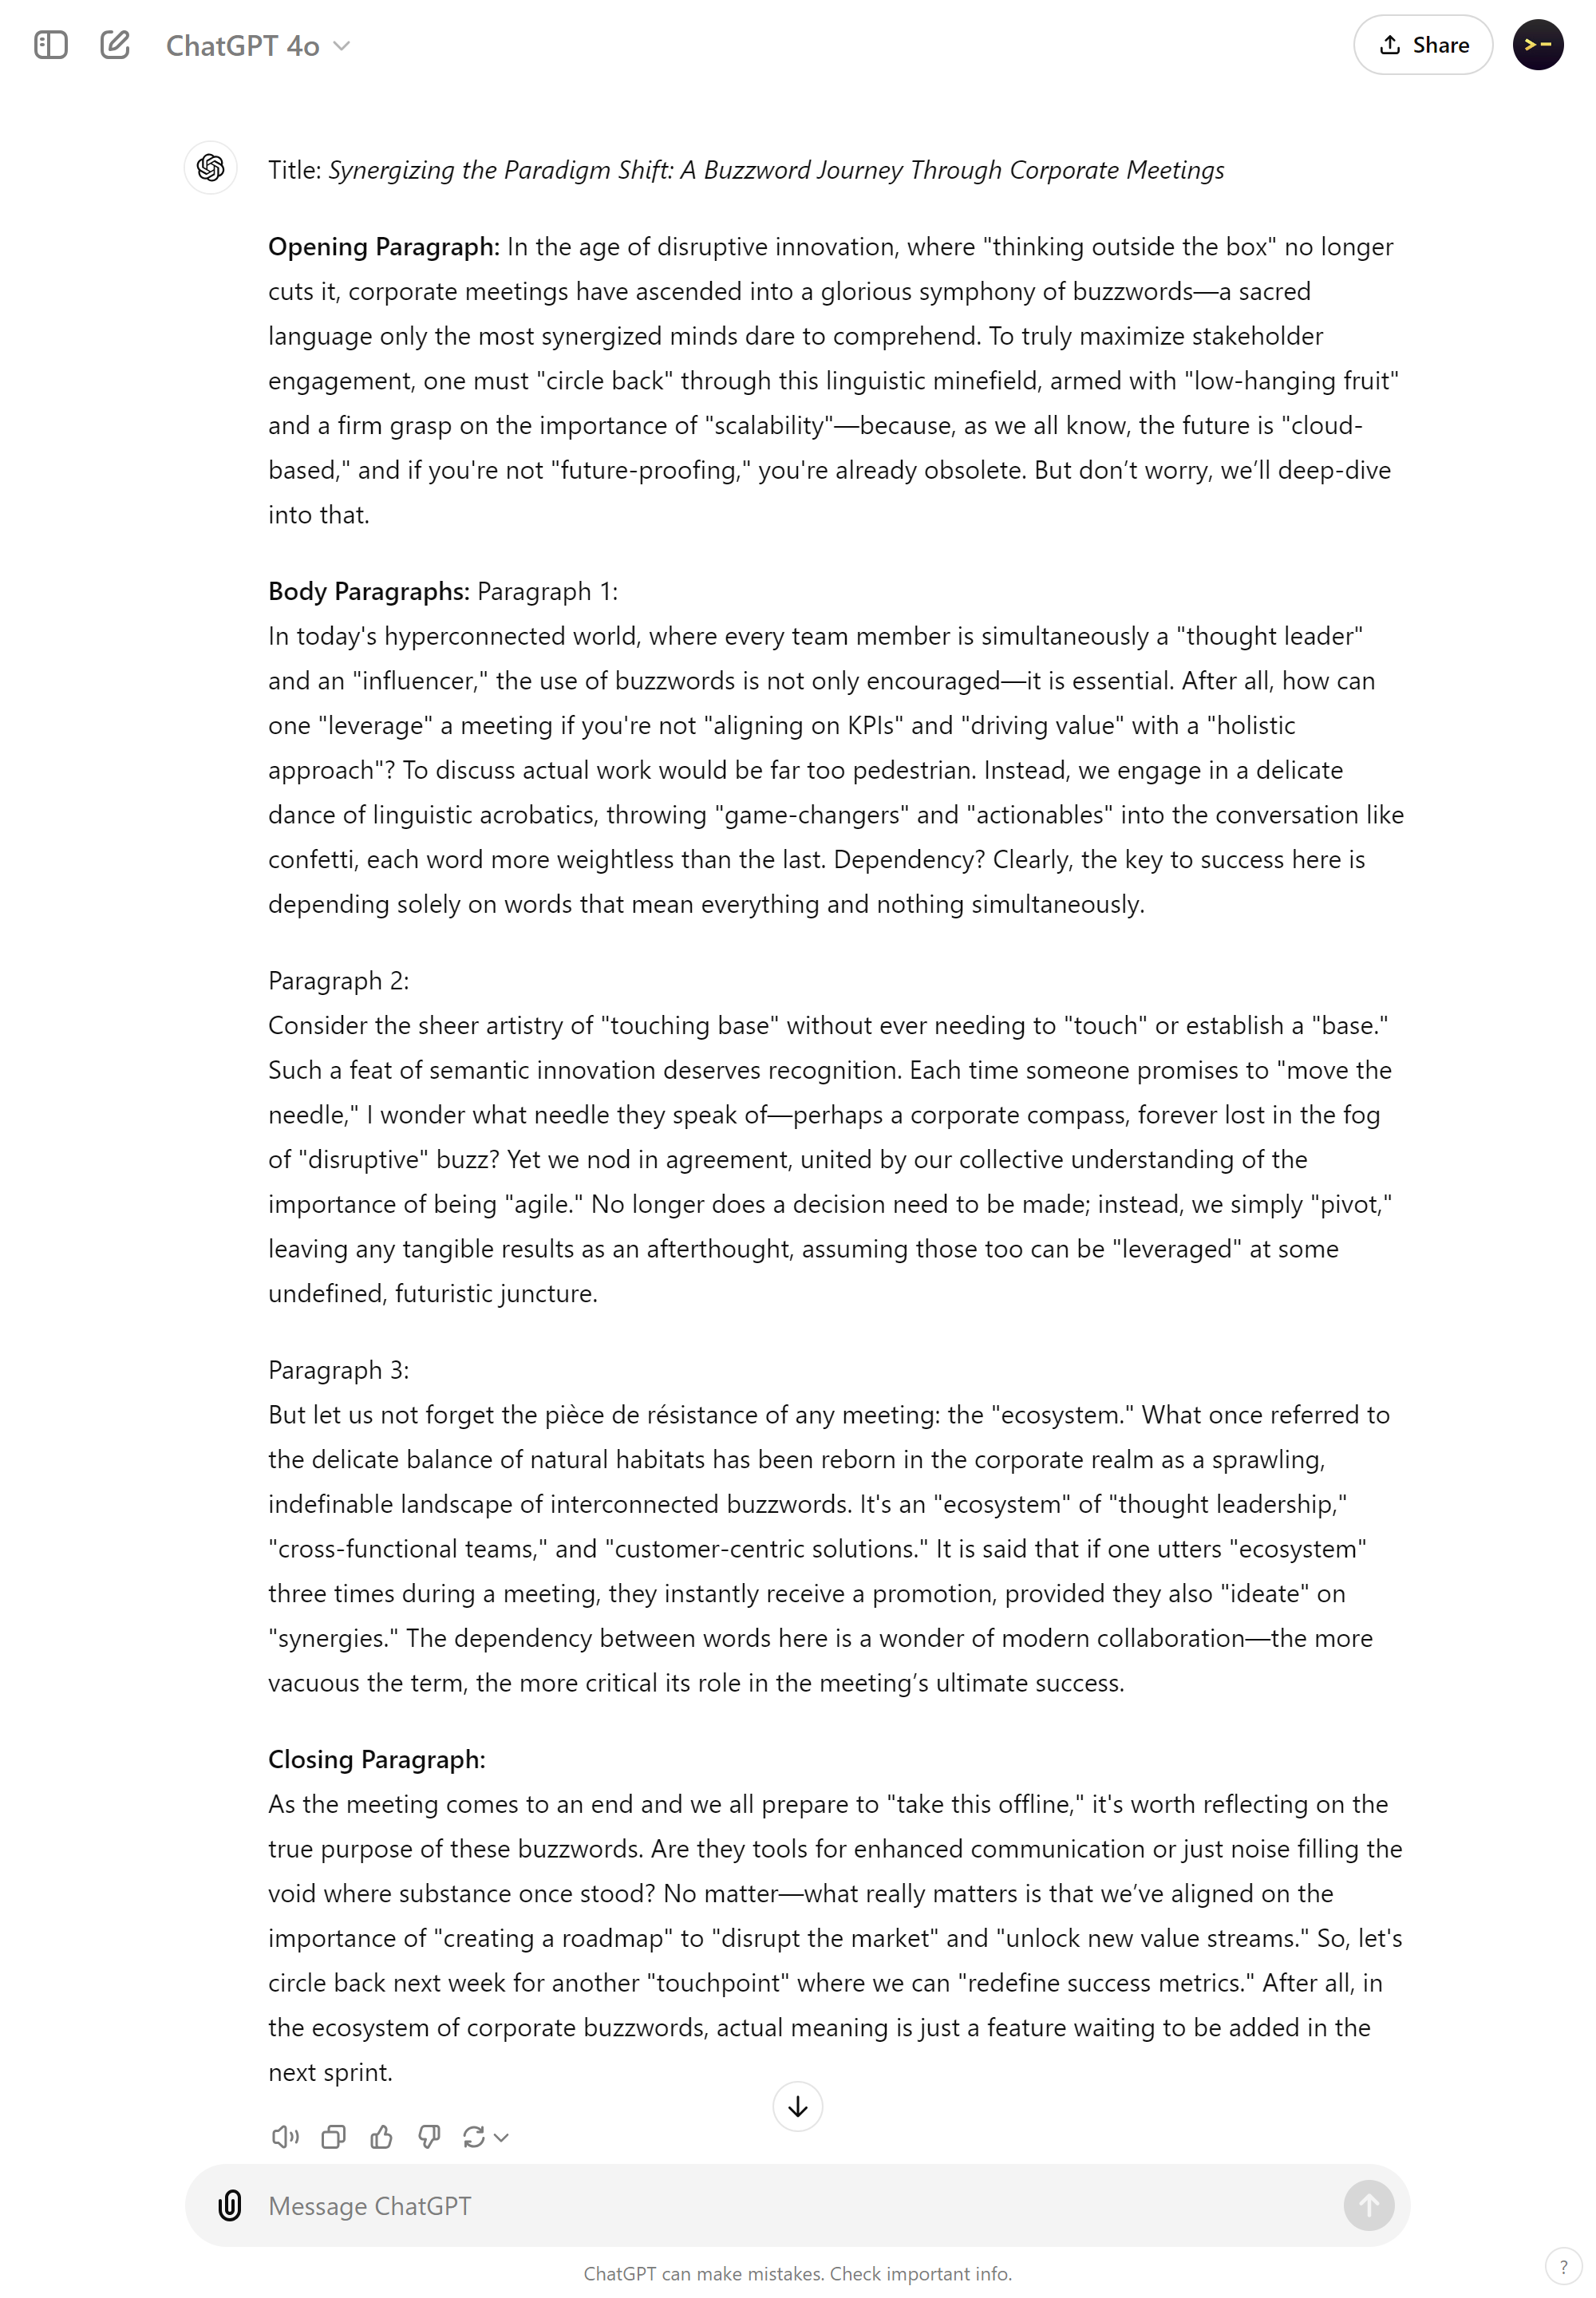 ChatGPT 4o
Share
Title: Synergizing the Paradigm Shift: A Buzzword Journey Through Corporate Meetings
Opening Paragraph: In the age of disruptive innovation, where "thinking outside the box" no longer
cuts it, corporate meetings have ascended into a glorious symphony of buzzwords—a sacred
language only the most synergized minds dare to comprehend. To truly maximize stakeholder
engagement, one must "circle back" through this linguistic minefield, armed with "low-hanging fruit"
and a firm grasp on the importance of "scalability"—because, as we all know, the future is "cloud-
based," and if you're not "future-proofing," you're already obsolete. But don’t worry, we’ll deep-dive
into that.
Body Paragraphs: Paragraph 1:
In today's hyperconnected world, where every team member is simultaneously a "thought leader"
and an "influencer," the use of buzzwords is not only encouraged—it is essential. After all, how can
one "leverage" a meeting if you're not "aligning on KPIs" and "driving value" with a "holistic
approach"? To discuss actual work would be far too pedestrian. Instead, we engage in a delicate
dance of linguistic acrobatics, throwing "game-changers" and "actionables" into the conversation like
confetti, each word more weightless than the last. Dependency? Clearly, the key to success here is
depending solely on words that mean everything and nothing simultaneously.
Paragraph 2:
Consider the sheer artistry of "touching base" without ever needing to "touch" or establish a "base."
Such a feat of semantic innovation deserves recognition. Each time someone promises to "move the
needle," I wonder what needle they speak of—perhaps a corporate compass, forever lost in the fog
of "disruptive" buzz? Yet we nod in agreement, united by our collective understanding of the
importance of being "agile." No longer does a decision need to be made; instead, we simply "pivot,"
leaving any tangible results as an afterthought, assuming those too can be "leveraged" at some
undefined, futuristic juncture.
Paragraph 3:
But let us not forget the pièce de résistance of any meeting: the "ecosystem." What once referred to
the delicate balance of natural habitats has been reborn in the corporate realm as a sprawling,
indefinable landscape of interconnected buzzwords. It's an "ecosystem" of "thought leadership,"
"cross-functional teams," and "customer-centric solutions." It is said that if one utters "ecosystem"
three times during a meeting, they instantly receive a promotion, provided they also "ideate" on
"synergies." The dependency between words here is a wonder of modern collaboration—the more
vacuous the term, the more critical its role in the meeting’s ultimate success.
Closing Paragraph:
As the meeting comes to an end and we all prepare to "take this offline," it's worth reflecting on the
true purpose of these buzzwords. Are they tools for enhanced communication or just noise filling the
void where substance once stood? No matter—what really matters is that we’ve aligned on the
importance of "creating a roadmap" to "disrupt the market" and "unlock new value streams." So, let's
circle back next week for another "touchpoint" where we can "redefine success metrics." After all, in
the ecosystem of corporate buzzwords, actual meaning is just a feature waiting to be added in the
next sprint.
Message ChatGPT
ChatGPT can make mistakes. Check important info.
?